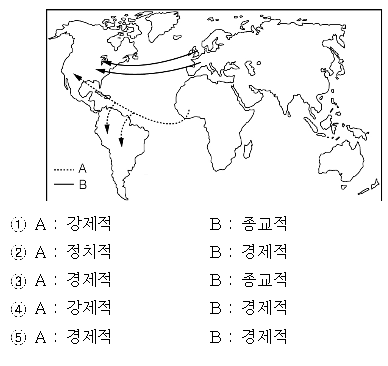 A
B
① A : 강제적 B : 종교적
② A : 정치적 B : 경제적
③ A : 경제적 B : 종교적
④ A : 강제적 B : 경제적
⑤ A : 경제적 B : 경제적